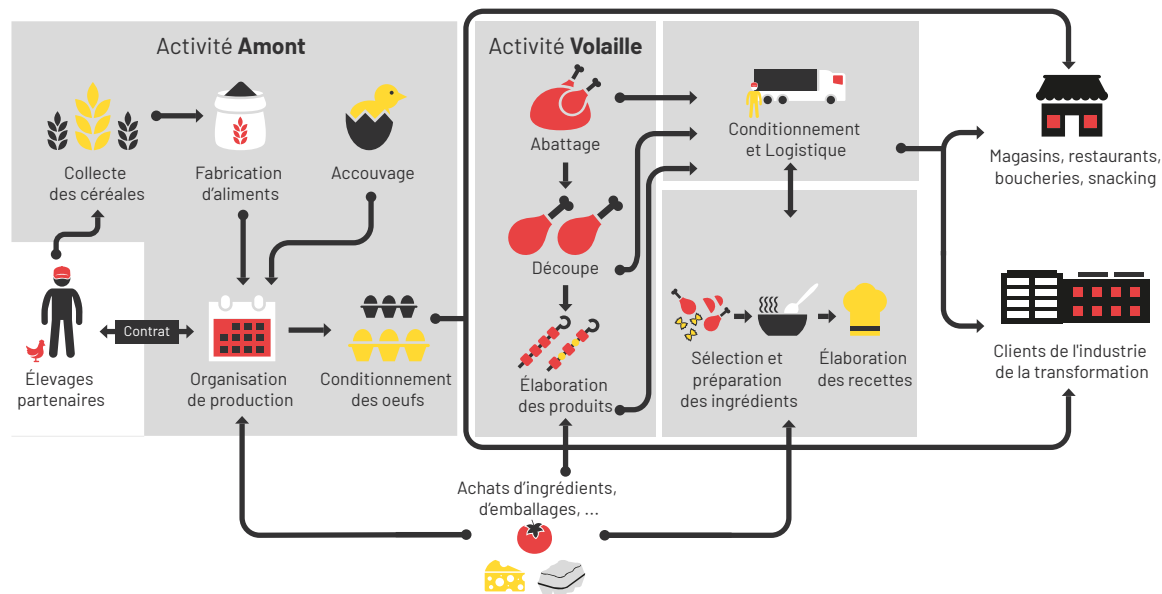 Activité Amont
Collecte
des céréales
Fabrication
d'aliments
Accouvage
Élevages
partenaires
Contrat
Organisation
de production
Conditionnement
des oeufs
Activité Volaille
Abattage
Découpe
Élaboration
des produits
Conditionnement
et Logistique
Sélection et
préparation
des ingrédients
Élaboration
des recettes
Magasins, restaurants,
boucheries, snacking
Clients de l'industrie
de la transformation
Achats d'ingrédients,
d'emballages, ...